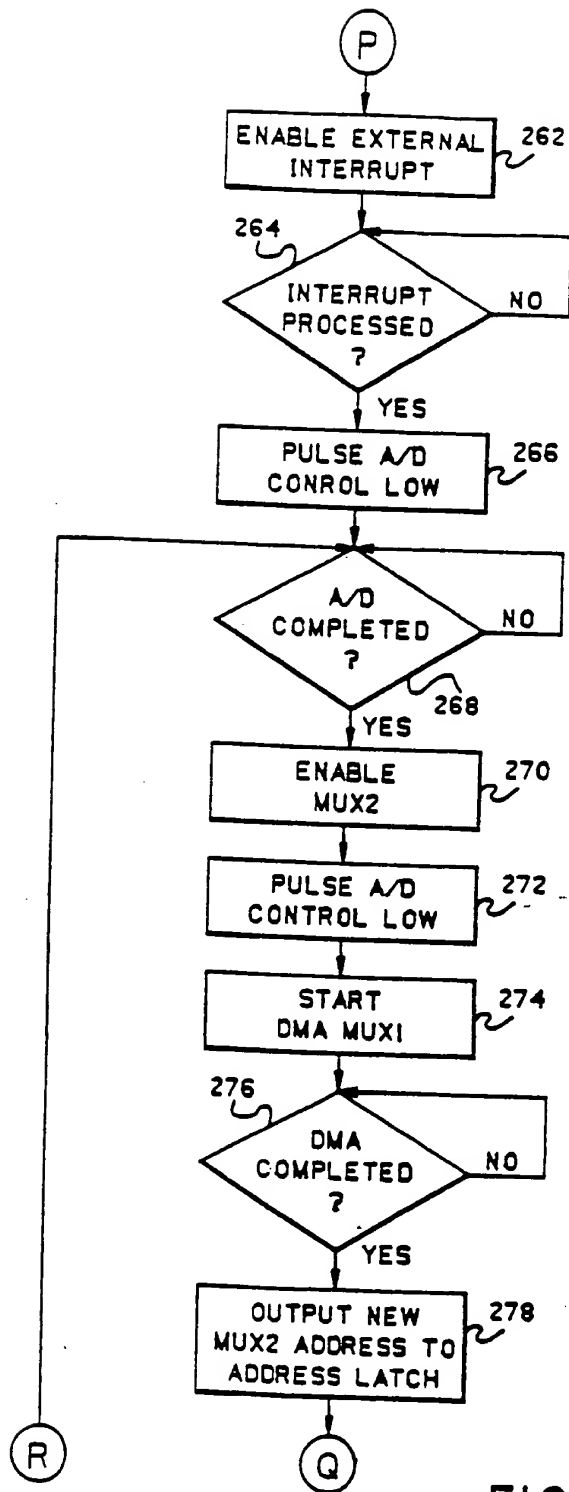 P
ENABLE EXTERNAL
INTERRUPT
262
264
INTERRUPT
PROCESSED
?
NO
YES
PULSE A/D
CONROL LOW
266
A/D
COMPLETED
?
NO
268
YES
ENABLE
MUX2
270
PULSE A/D
CONTROL LOW
272
START
DMA MUX1
274
276
DMA
COMPLETED
?
NO
YES
OUTPUT NEW
MUX2 ADDRESS TO
ADDRESS LATCH
278
R
Q